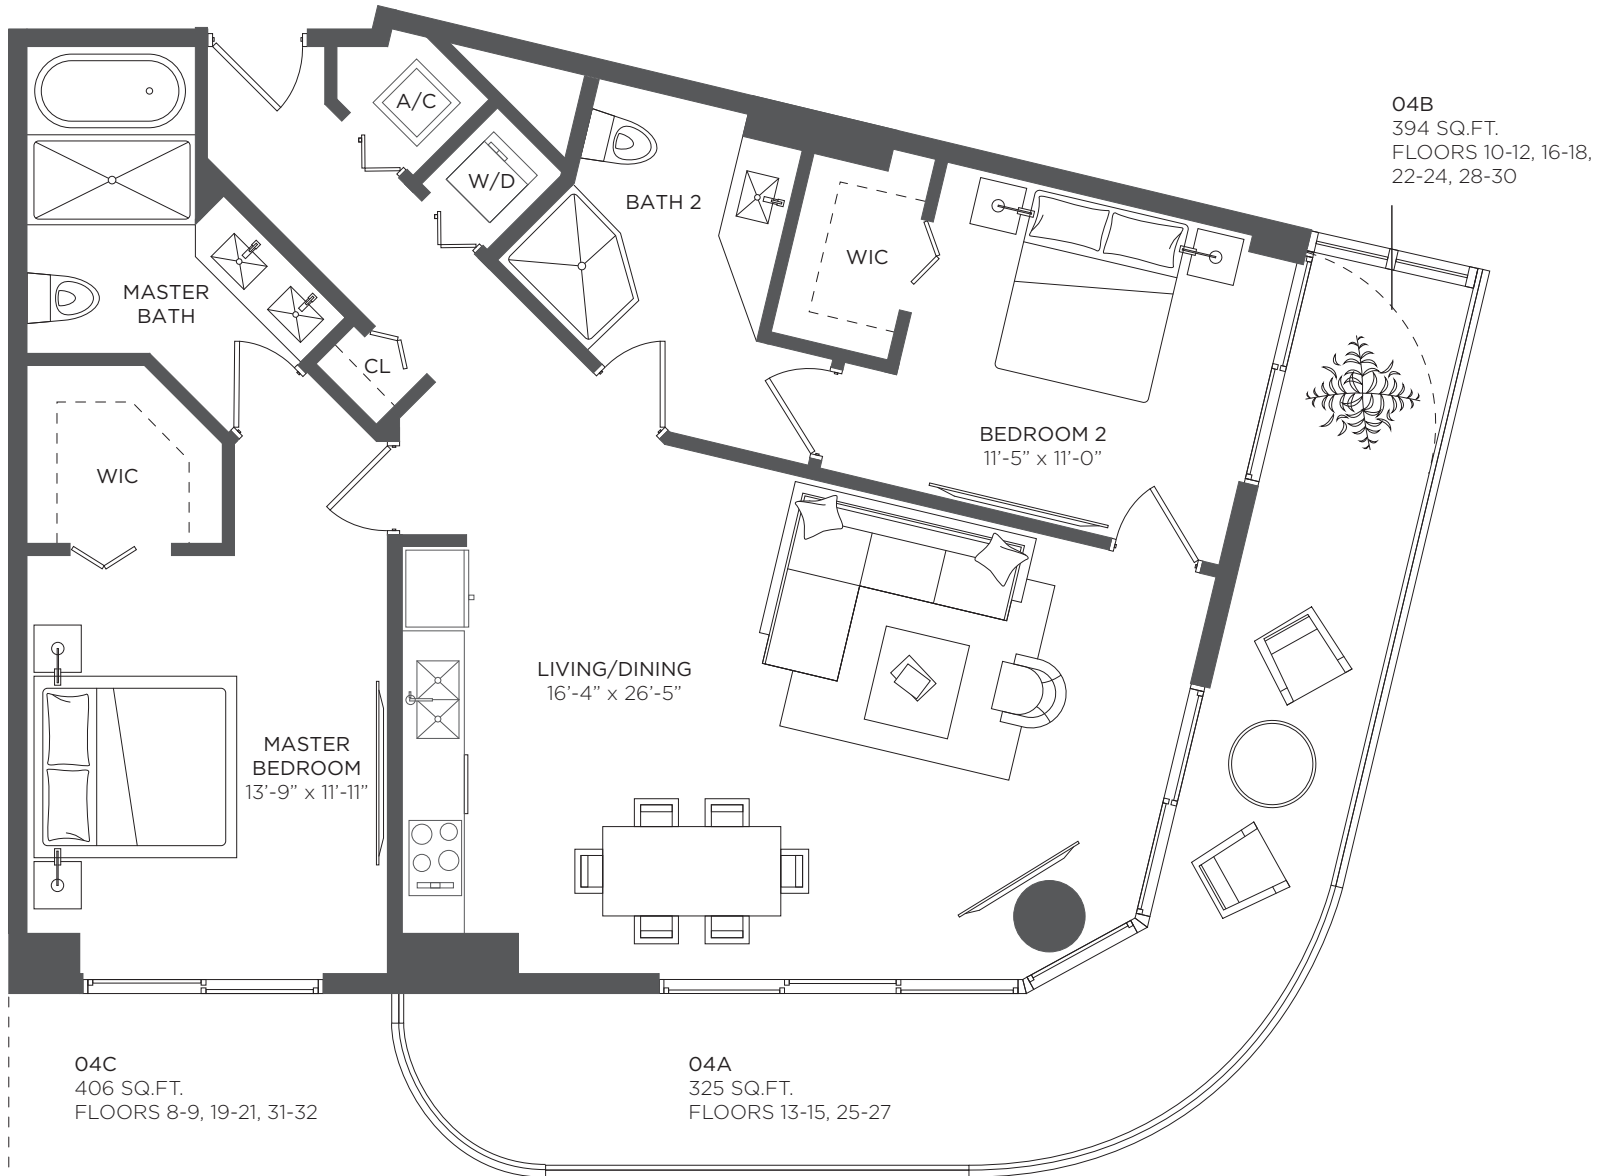 A/C
W/D
BATH 2
WIC
04B
394 SQ.FT.
FLOORS 10-12, 16-18,
22-24, 28-30
MASTER
BATH
CL
WIC
BEDROOM 2
11’-5” x 11’-0”
LIVING/DINING
16’-4” x 26’-5”
MASTER
BEDROOM
13’-9” x 11’-11”
04C
406 SQ.FT.
FLOORS 8-9, 19-21, 31-32
04A
325 SQ.FT.
FLOORS 13-15, 25-27